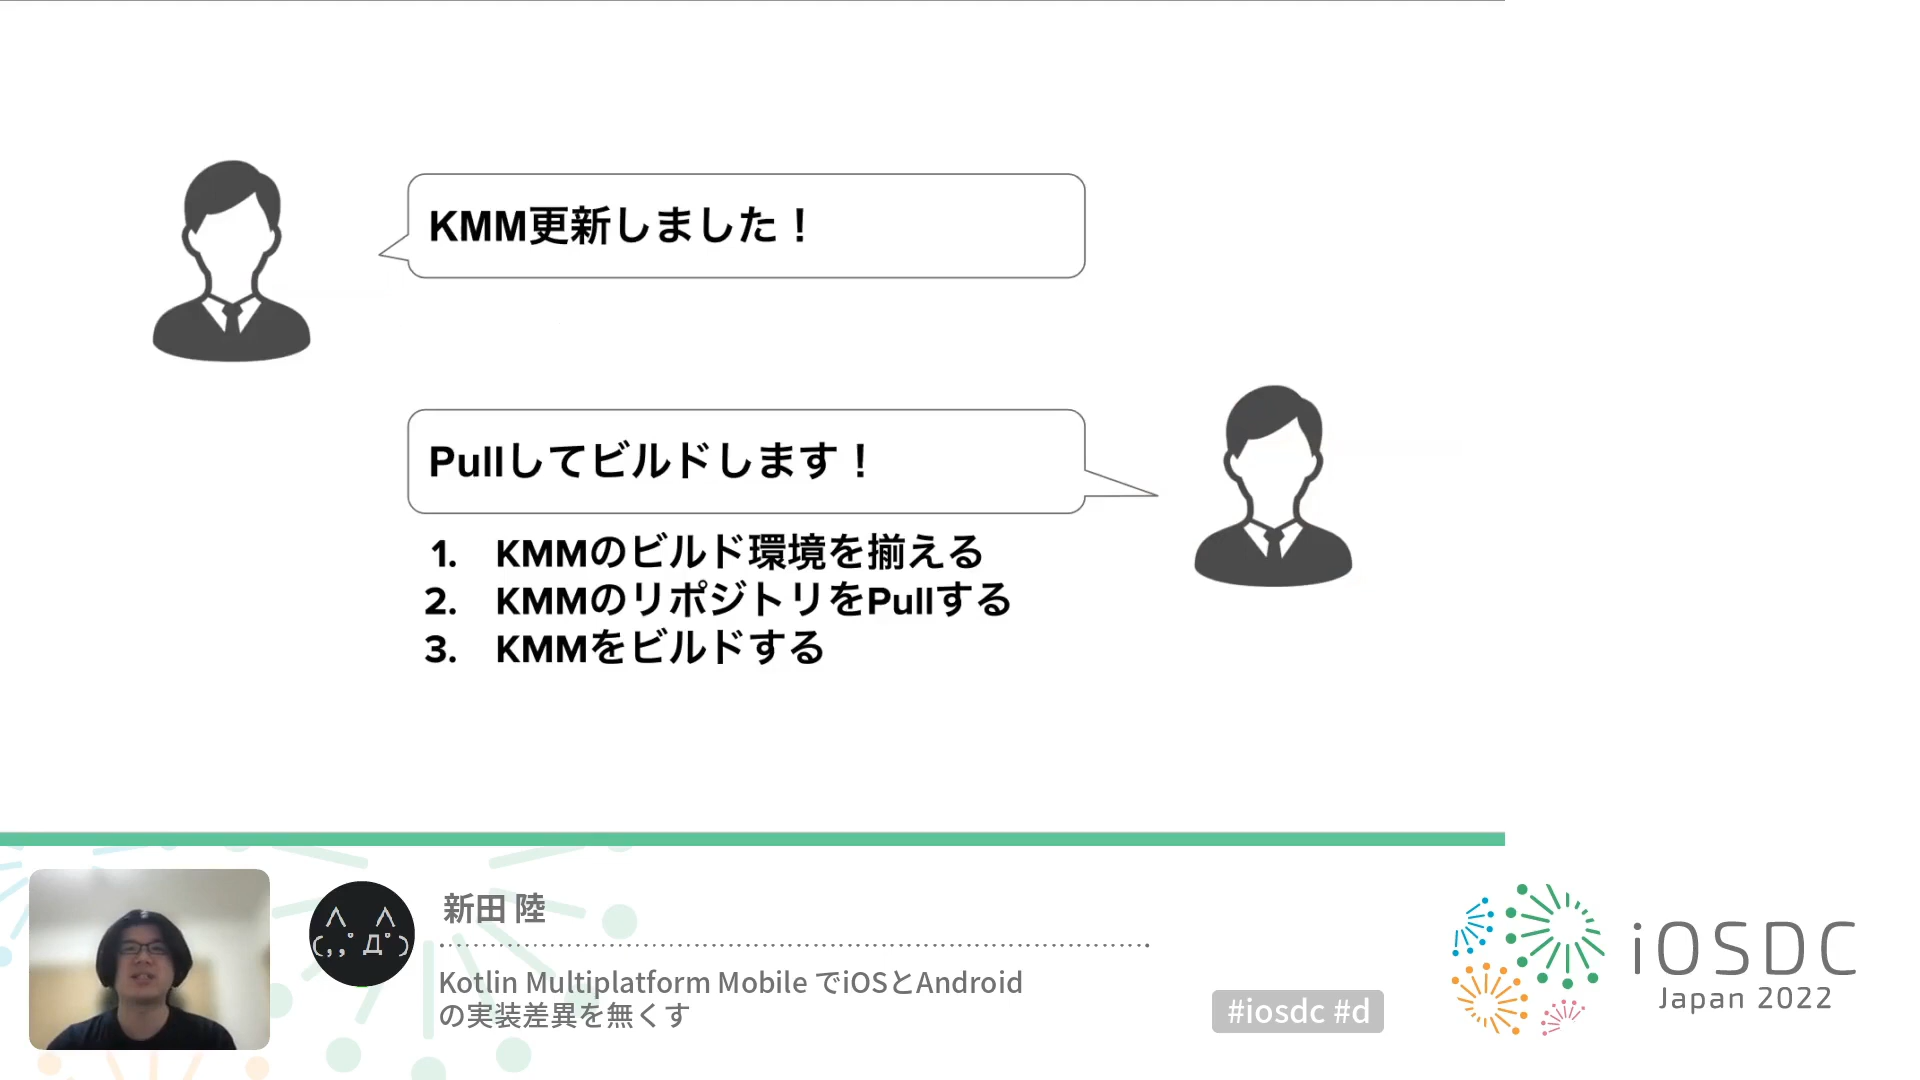 KMM更新しました！
Pullしてビルドします！
1. KMMのビルド環境を揃える
2. KMMのリポジトリをPullする
3. KMMをビルドする
新田 陸
Kotlin Multiplatform Mobile でiOSとAndroid
の実装差異を無くす
#iosdc #d
iOSDC
Japan 2022